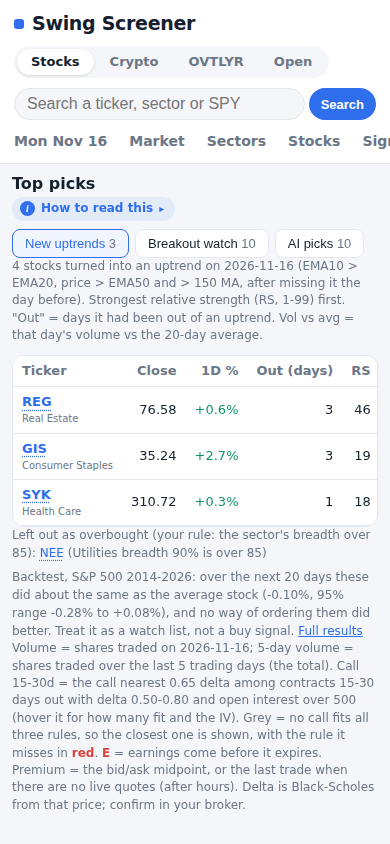 Swing Screener
Stocks Crypto OVTLYR Open
Search a ticker, sector or SPY Search
Mon Nov 16 Market Sectors Stocks
Top picks
i How to read this ▸
New uptrends 3 Breakout watch 10 AI picks 10
4 stocks turned into an uptrend on 2026-11-16 (EMA10 >
EMA20, price > EMA50 and > 150 MA, after missing it the
day before). Strongest relative strength (RS, 1-99) first.
"Out" = days it had been out of an uptrend. Vol vs avg =
that day's volume vs the 20-day average.
Ticker Close 1D % Out (days) RS
REG 76.58 +0.6% 3 46
Real Estate
GIS 35.24 +2.7% 3 19
Consumer Staples
SYK 310.72 +0.3% 1 18
Health Care
Left out as overbought (your rule: the sector's breadth over
85): NEE (Utilities breadth 90% is over 85)
Backtest, S&P 500 2014-2026: over the next 20 days these
did about the same as the average stock (-0.10%, 95%
range -0.28% to +0.08%), and no way of ordering them did
better. Treat it as a watch list, not a buy signal. Full results
Volume = shares traded on 2026-11-16; 5-day volume =
shares traded over the last 5 trading days (the total). Call
15-30d = the call nearest 0.65 delta among contracts 15-30
days out with delta 0.50-0.80 and open interest over 500
(hover it for how many fit and the IV). Grey = no call fits all
three rules, so the closest one is shown, with the rule it
misses in red. E = earnings come before it expires.
Premium = the bid/ask midpoint, or the last trade when
there are no live quotes (after hours). Delta is Black-Scholes
from that price; confirm in your broker.